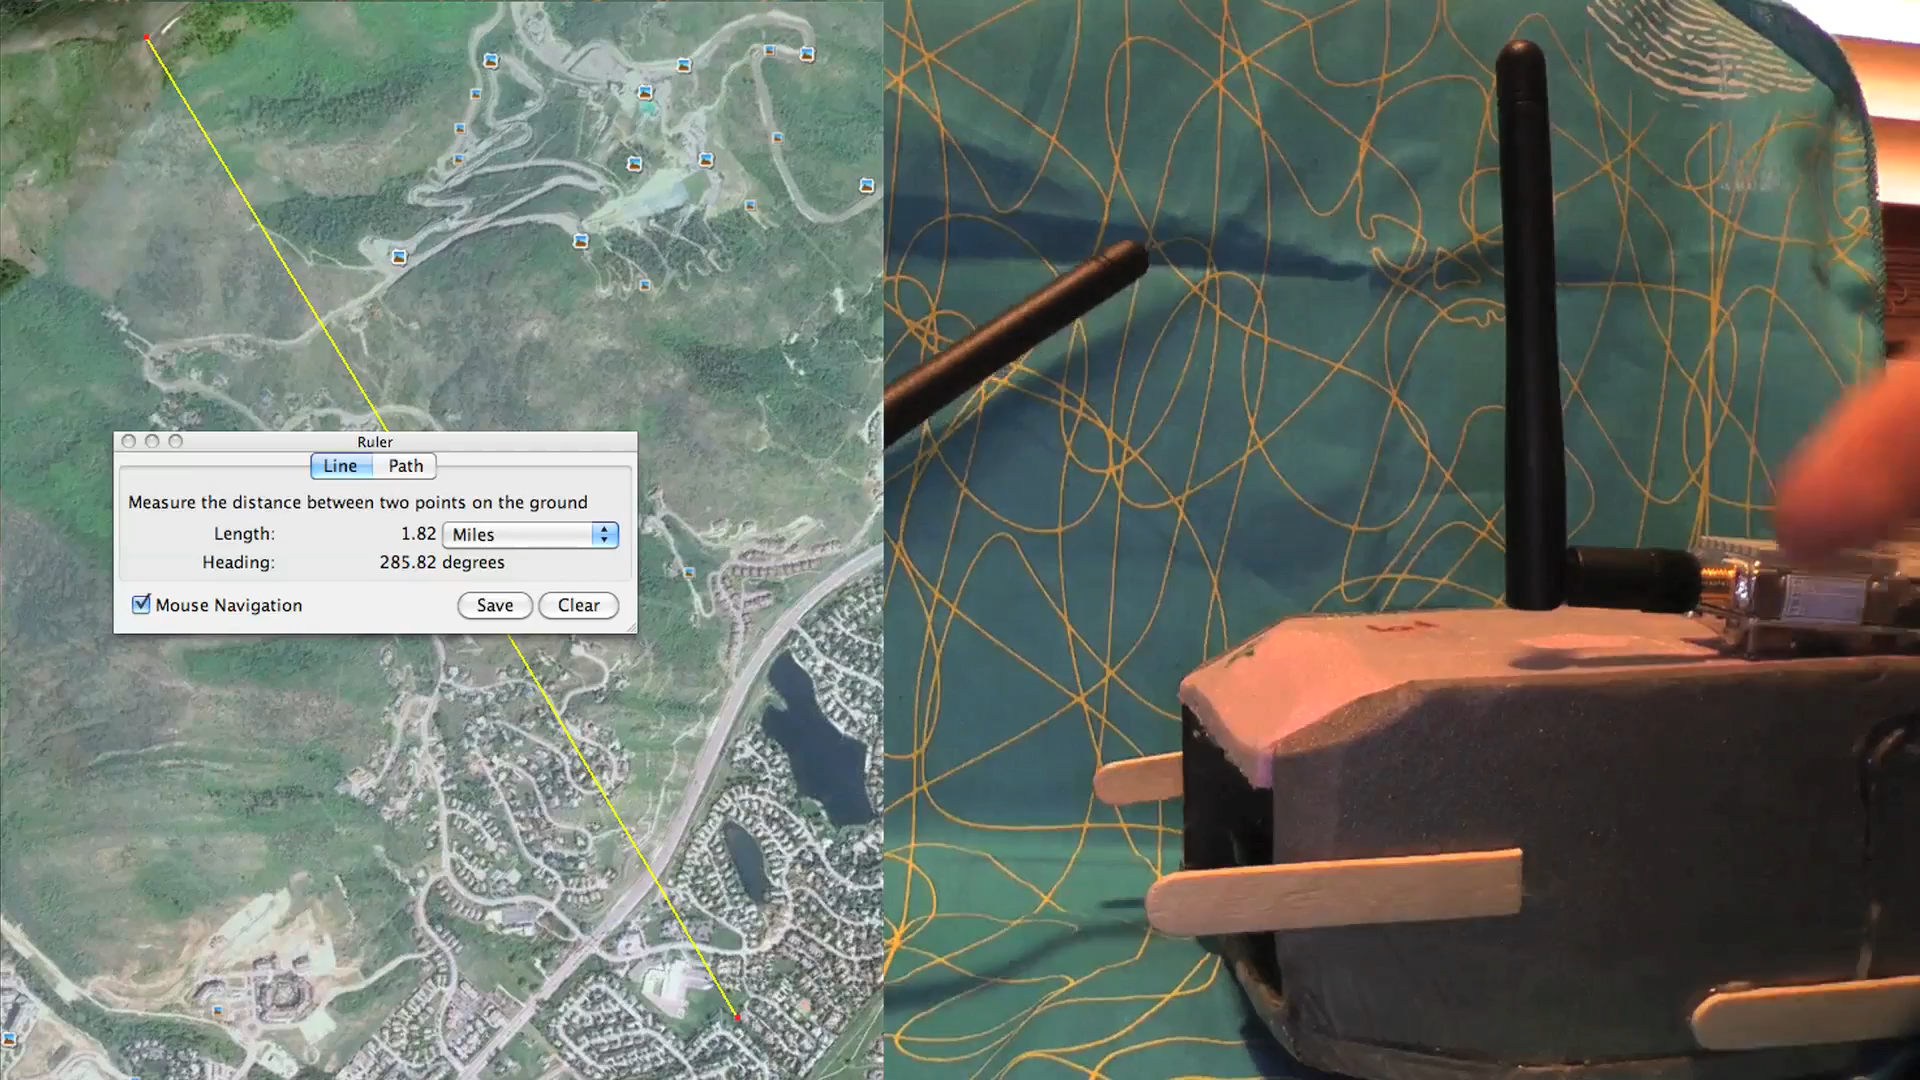 Ruler
Line Path
Measure the distance between two points on the ground
Length: 1.82 Miles
Heading: 285.82 degrees
Mouse Navigation Save Clear